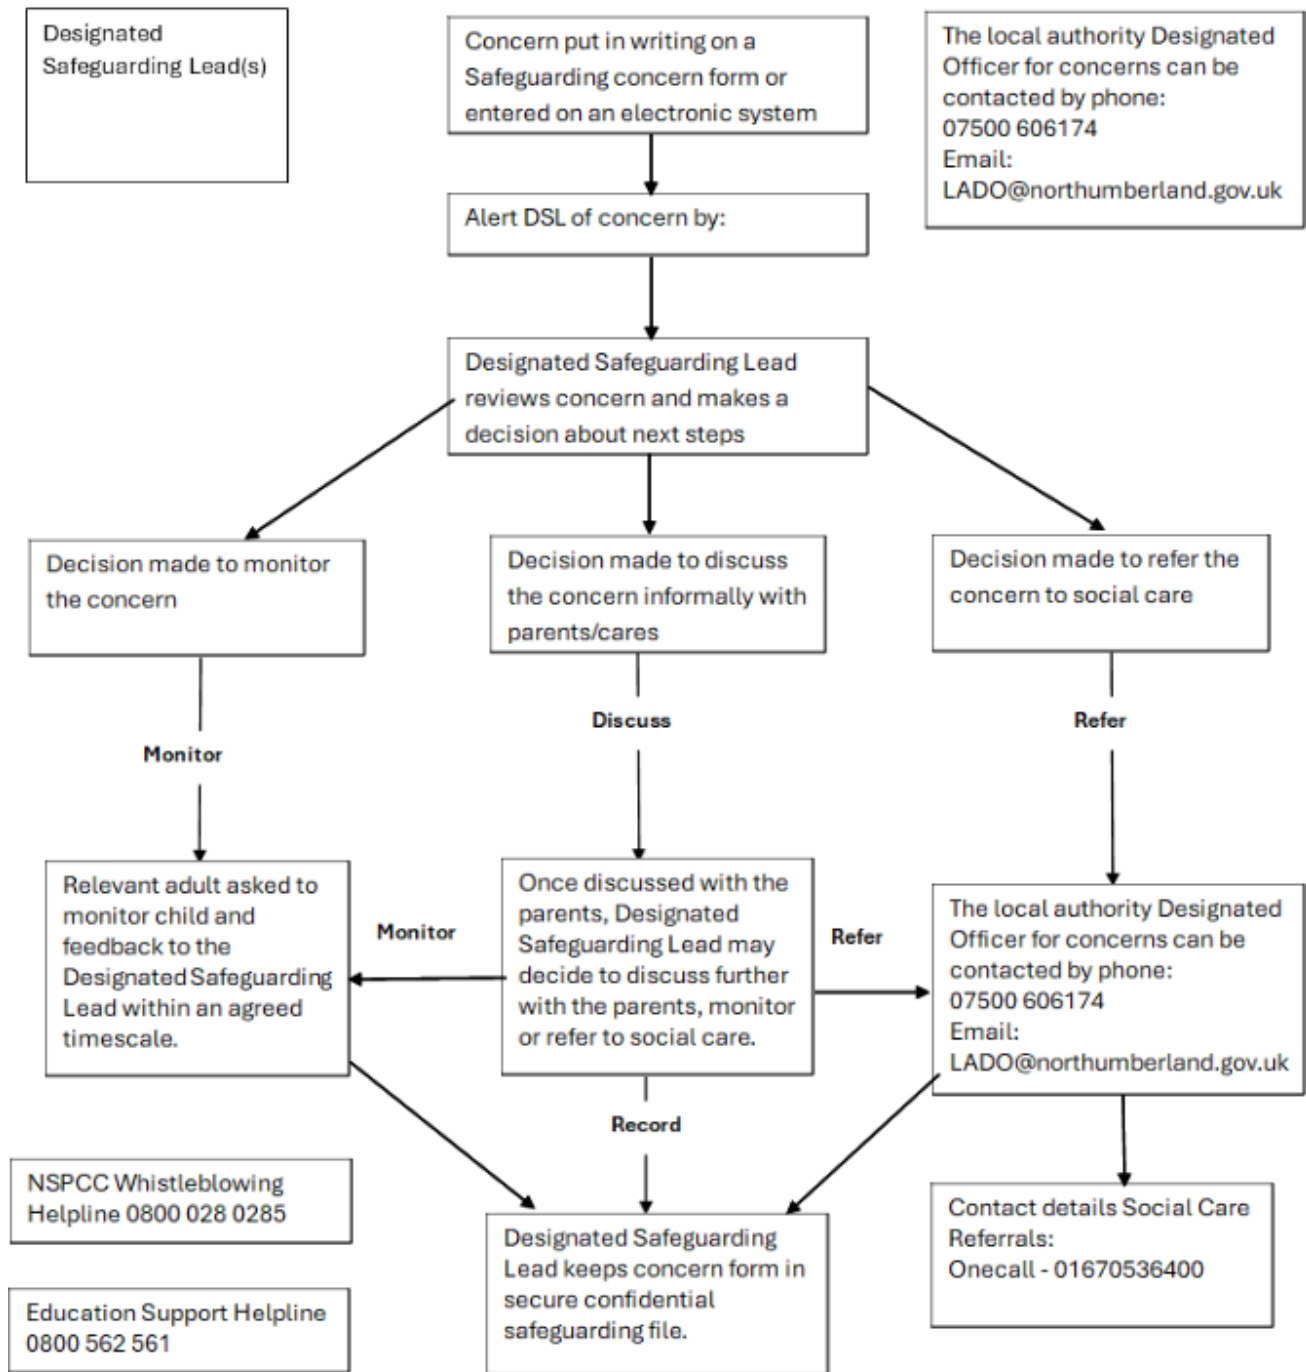 Designated
Safeguarding Lead(s)
Concern put in writing on a
Safeguarding concern form or
entered on an electronic system
The local authority Designated
Officer for concerns can be
contacted by phone:
07500 606174
Email:
LADO@northumberland.gov.uk
Alert DSL of concern by:
Designated Safeguarding Lead
reviews concern and makes a
decision about next steps
Decision made to monitor
the concern
Decision made to discuss
the concern informally with
parents/cares
Decision made to refer the
concern to social care
Monitor
Discuss
Refer
Relevant adult asked to
monitor child and
feedback to the
Designated Safeguarding
Lead within an agreed
timescale.
Monitor
Once discussed with the
parents, Designated
Safeguarding Lead may
decide to discuss further
with the parents, monitor
or refer to social care.
Refer
The local authority Designated
Officer for concerns can be
contacted by phone:
07500 606174
Email:
LADO@northumberland.gov.uk
Record
NSPCC Whistleblowing
Helpline 0800 028 0285
Designated Safeguarding
Lead keeps concern form in
secure confidential
safeguarding file.
Contact details Social Care
Referrals:
Onecall - 01670536400
Education Support Helpline
0800 562 561